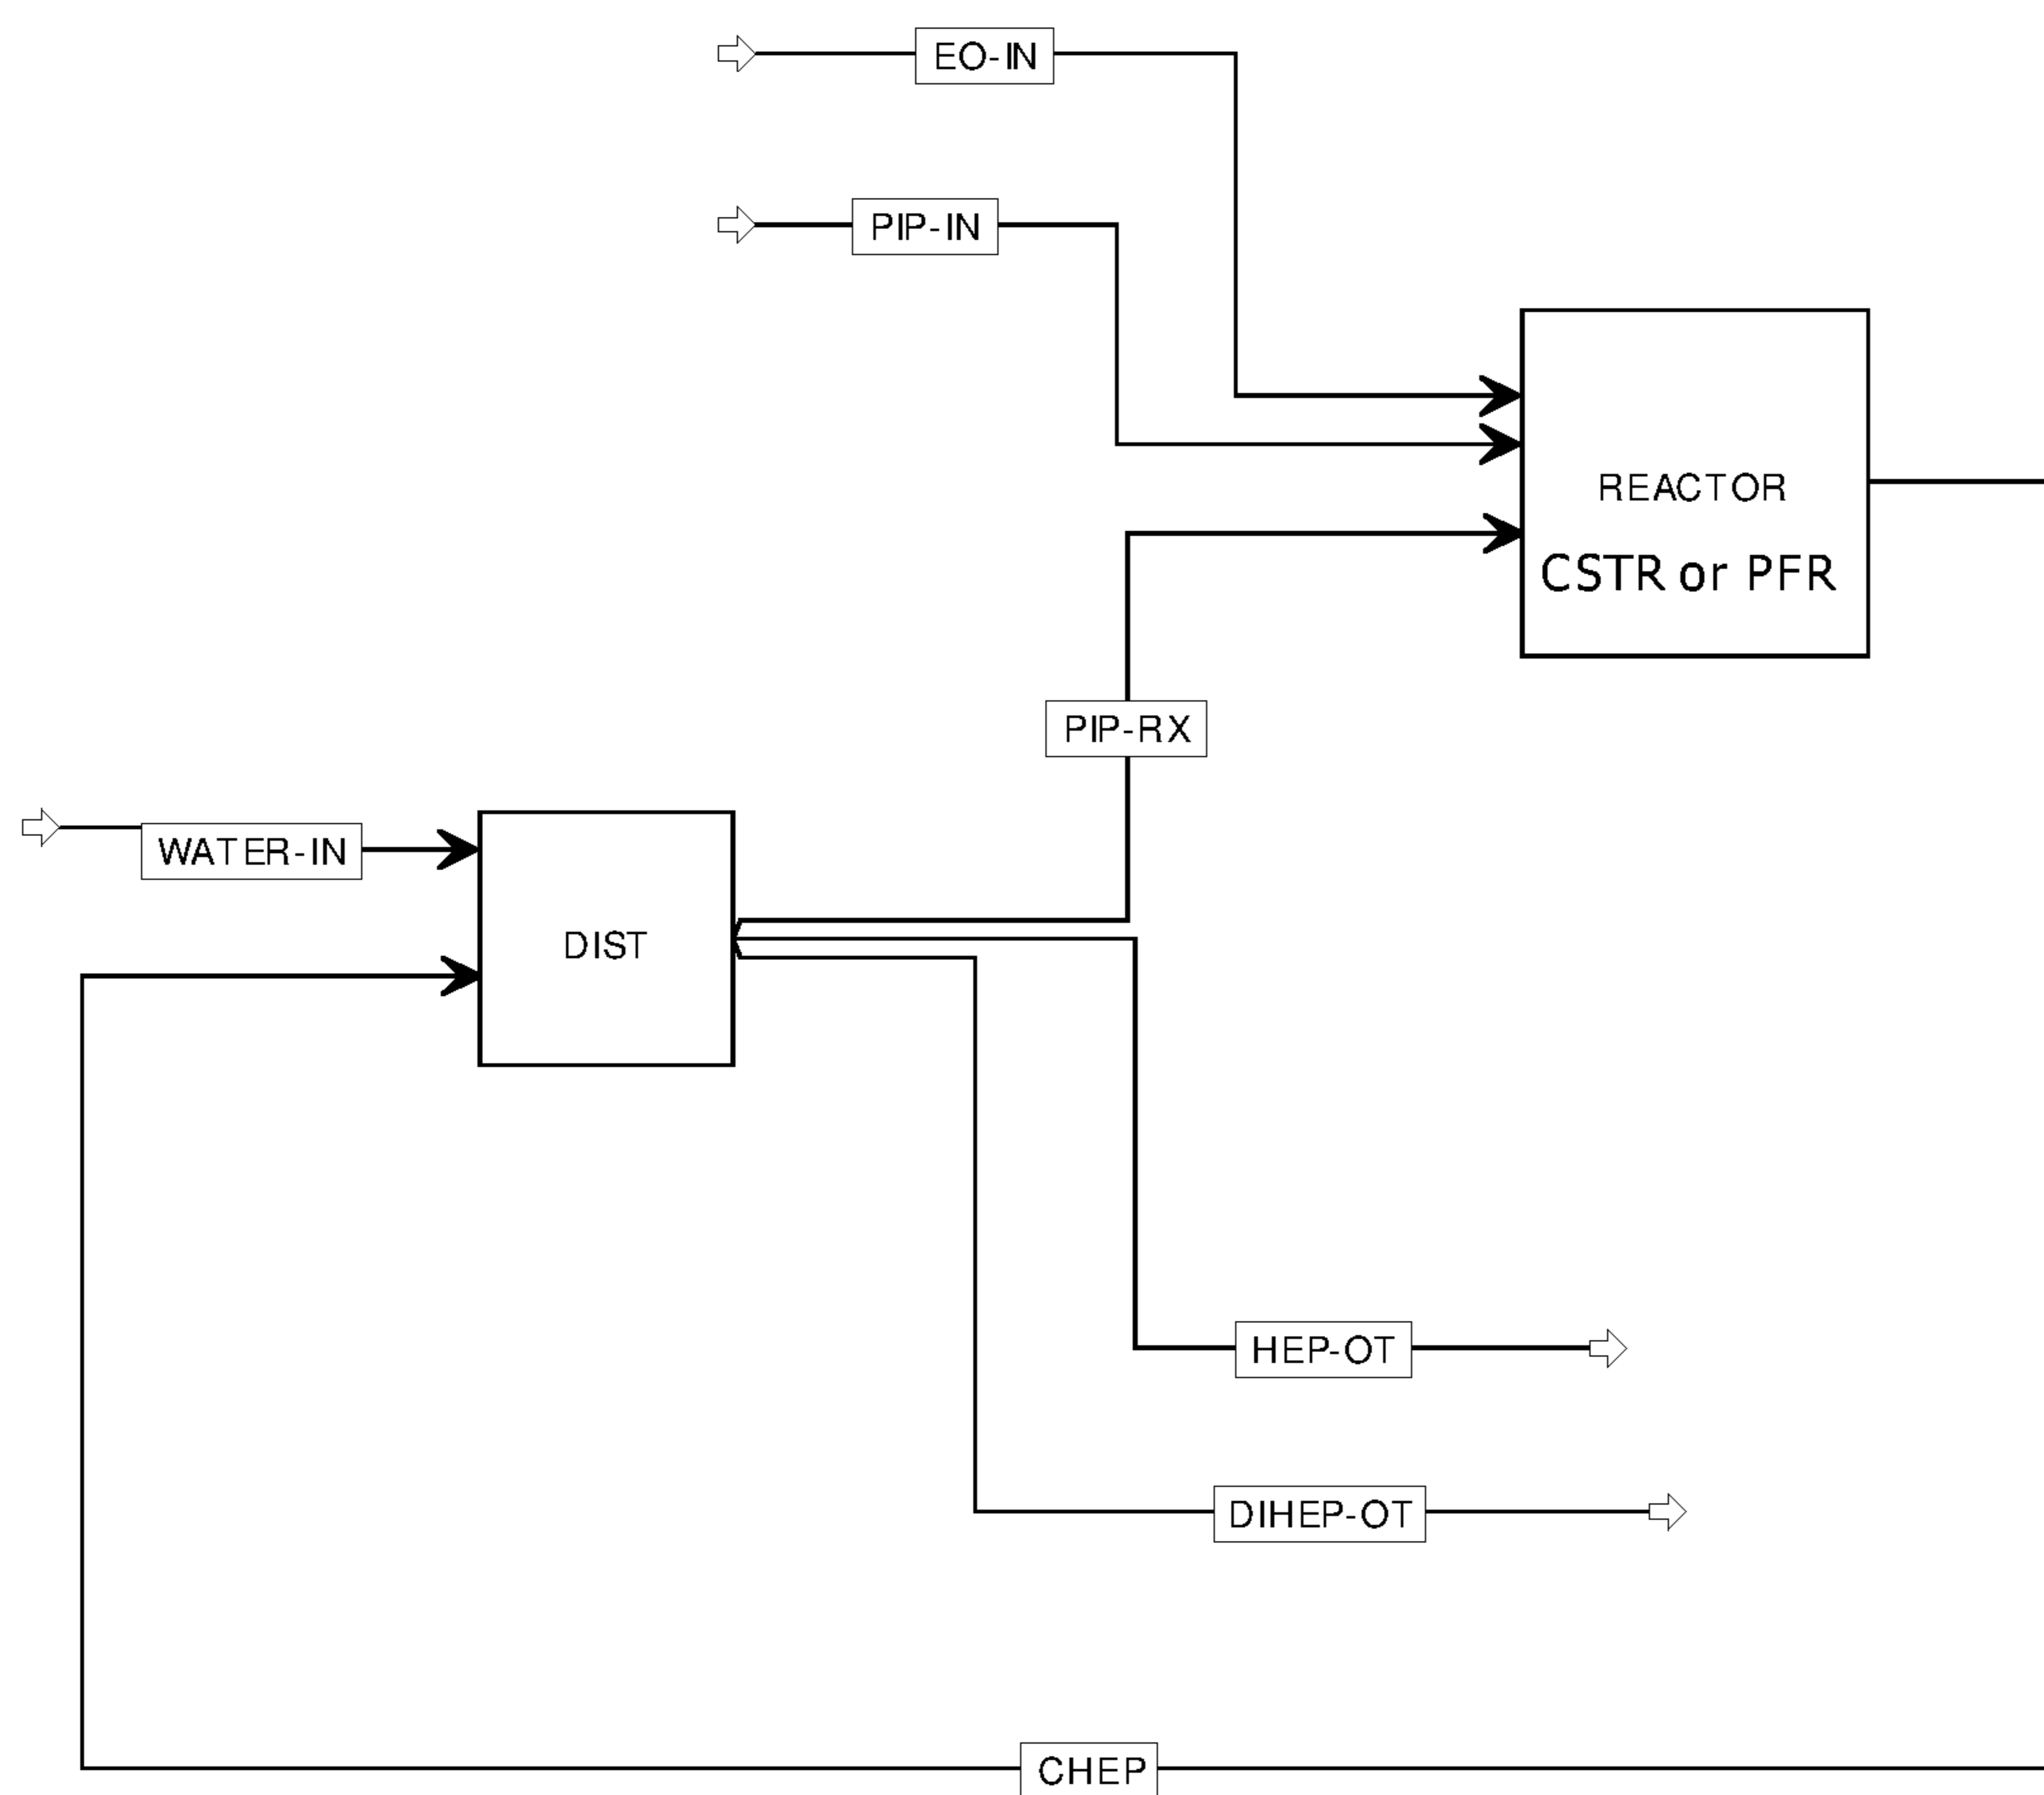 EO-IN
PIP-IN
REACTOR
CSTR or PFR
PIP-RX
WATER-IN
DIST
HEP-OT
DIHEP-OT
CHEP